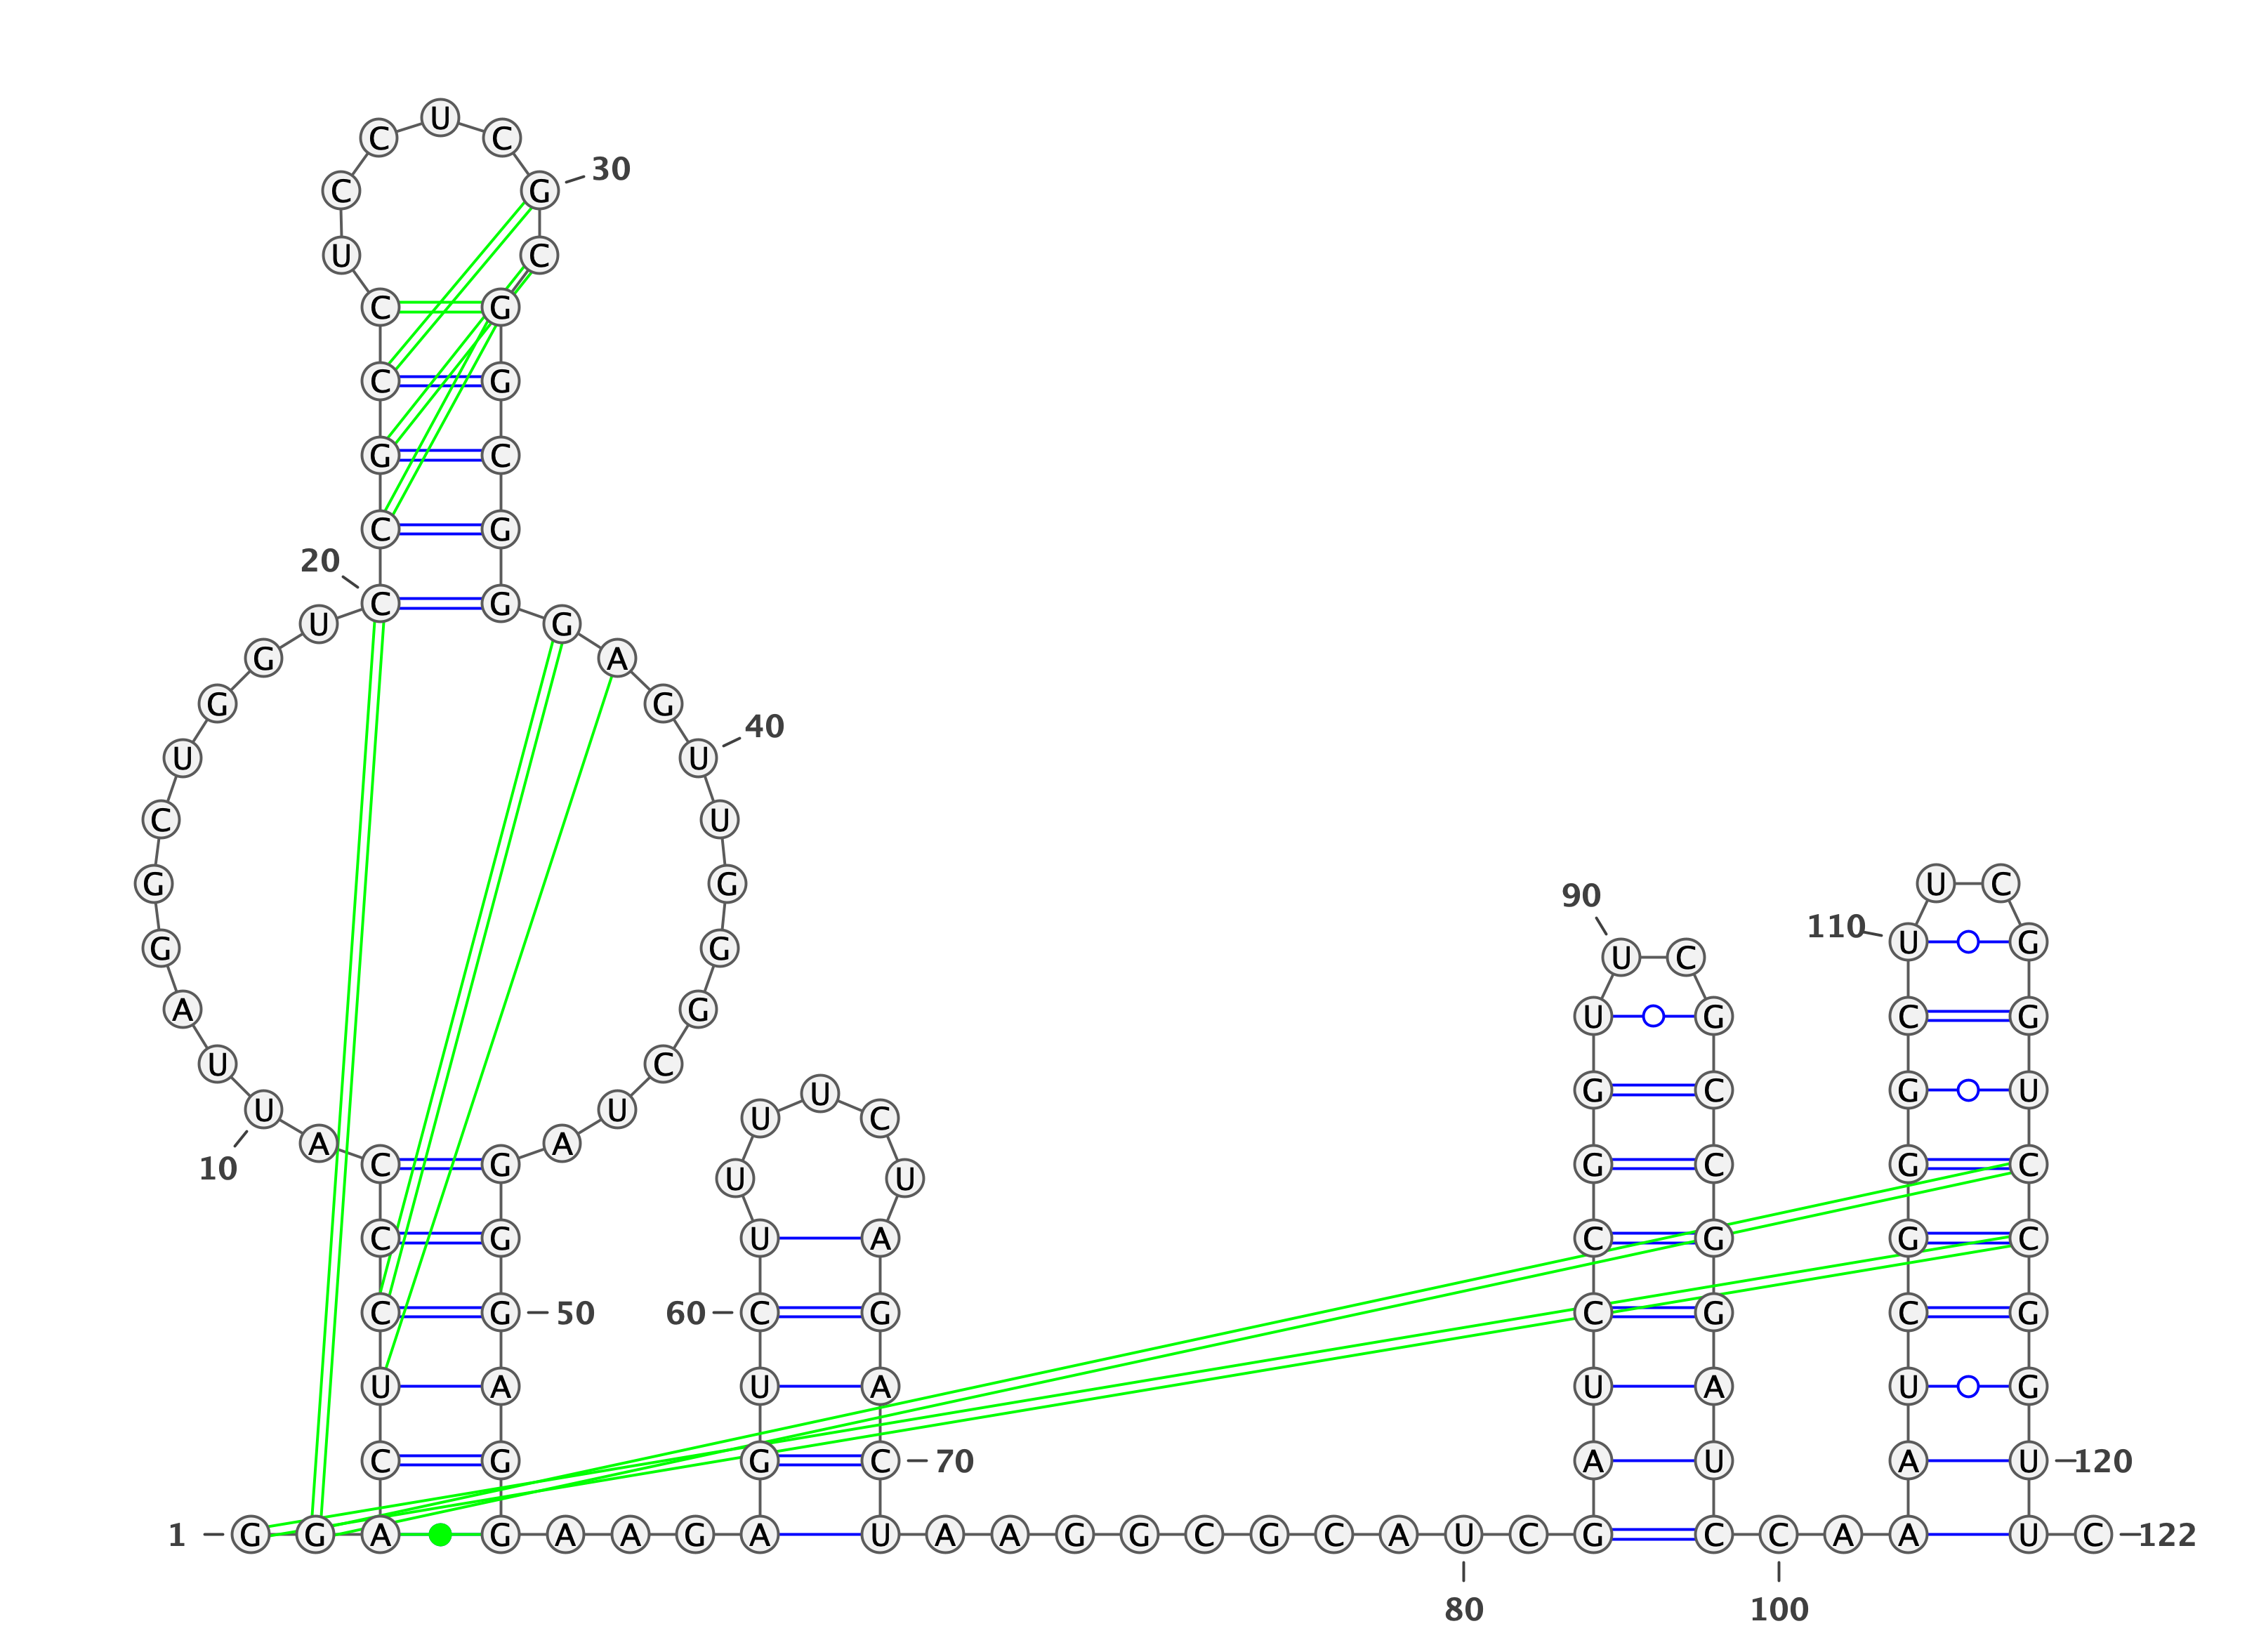 U
C C
C G 30
U C
C G
C G
G C
C G
20
C G
U G
G A
G G
40
U U
C U
G G U C
90
110 U G
G G U C
A G U G C G
U C
G C G U
U
U U
U C
A A
C G G C G C
10
U U
C G U A C G G C
C G 50 60 C G C G C G
U A U A U A U G
C G G C 70 A U A U 120
1 G G A G A A G A U A A G G C G C A U C G C C A A U C 122
80 100